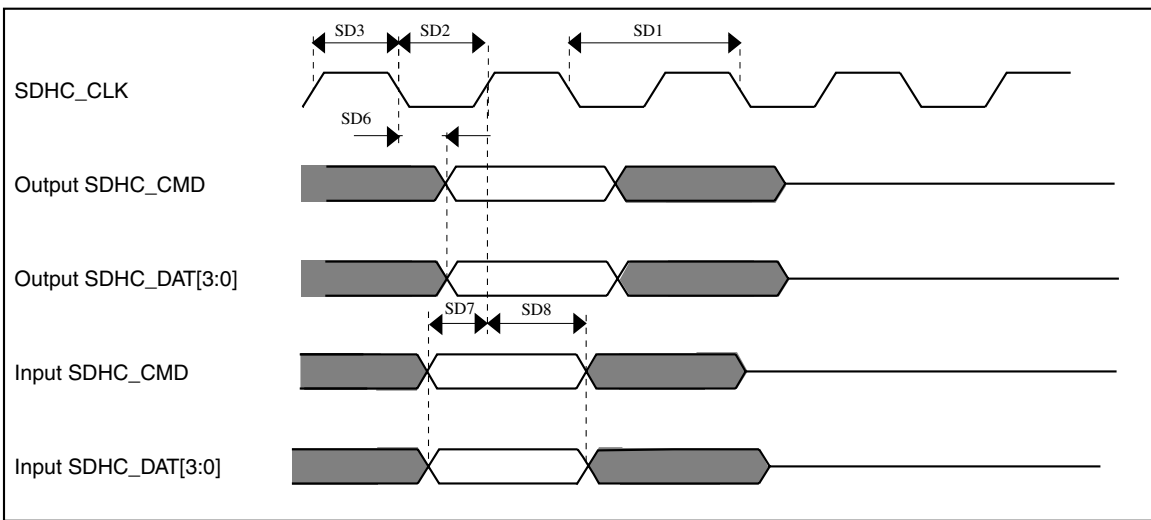 SD3 SD2 SD1
SDHC_CLK
SD6
Output SDHC_CMD
Output SDHC_DAT[3:0]
SD7 SD8
Input SDHC_CMD
Input SDHC_DAT[3:0]